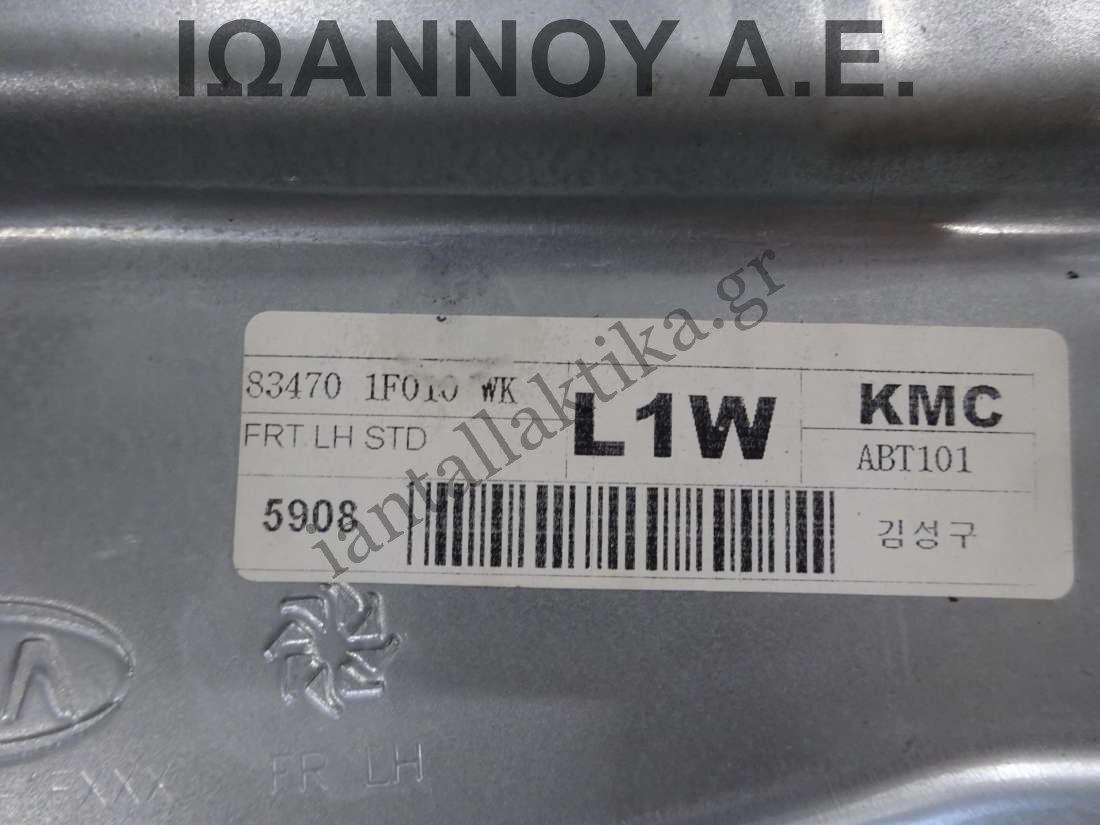 ΙΩΑΝΝΟΥ Α.Ε.
iantallaktika.gr
83470 1F010 WK
FRT LH STD
L1W
KMC
ABT101
5908
김성구
FR LH